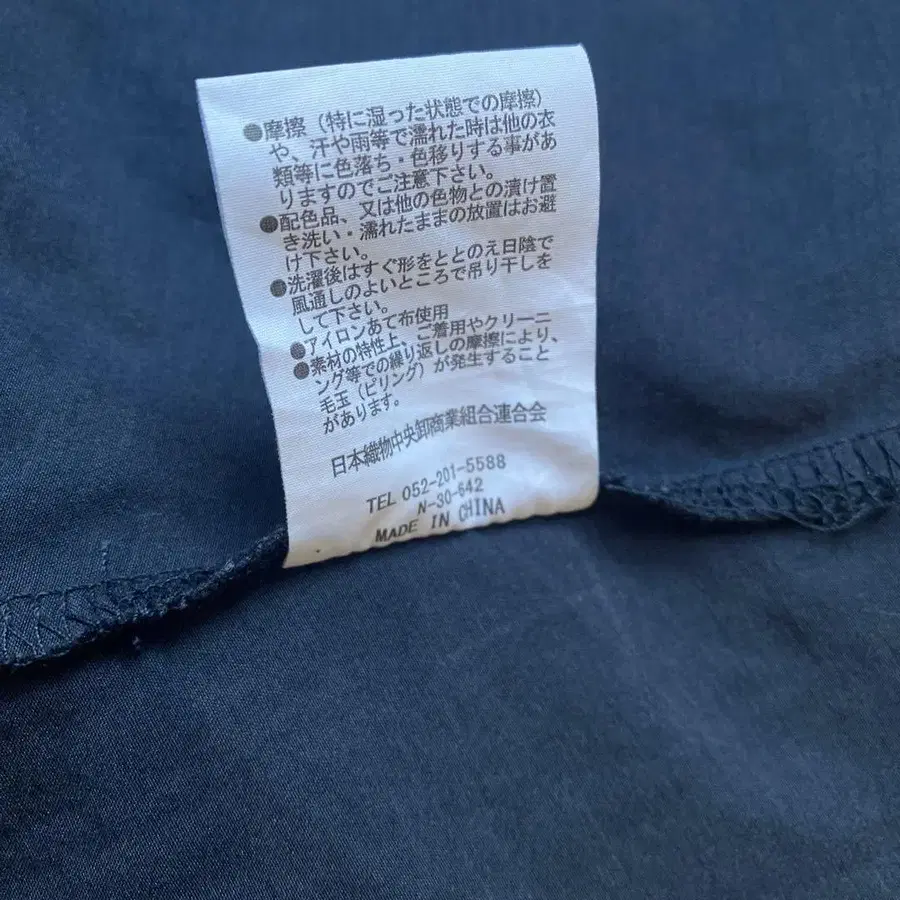 ●摩擦（特に湿った状態での摩擦）
や、汗や雨等で濡れた時は他の衣
類等に色落ち・色移りする事があ
りますのでご注意下さい。
●配色品、又は他の色物との漬け置
き洗い・濡れたままの放置はお避
け下さい。
●洗濯後はすぐ形をととのえ日陰で
風通しのよいところで吊り干しを
して下さい。
●アイロンあて布使用
●素材の特性上、ご着用やクリーニ
ング等での繰り返しの摩擦により、
毛玉（ピリング）が発生すること
があります。
日本織物中央卸商業組合連合会
TEL 052-201-5588
N-30-642
MADE IN CHINA